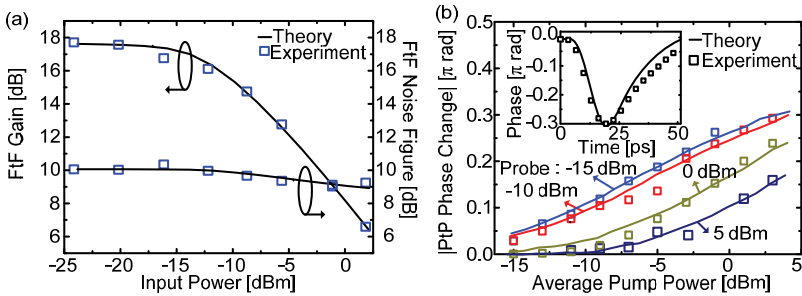 (a)
Theory
Experiment
FtF Gain [dB]
18
16
14
12
10
8
6
18
16
14
12
10
8
6
FtF Noise Figure [dB]
-25 -20 -15 -10 -5 0
Input Power [dBm]
(b)
|PtP Phase Change| [π rad]
0.5
0.4
0.3
0.2
0.1
0.0
Phase [π rad]
0.0
-0.1
-0.2
-0.3
0 25 50
Time [ps]
Theory
Experiment
Probe : -15 dBm
-10 dBm
0 dBm
5 dBm
-15 -10 -5 0 5
Average Pump Power [dBm]